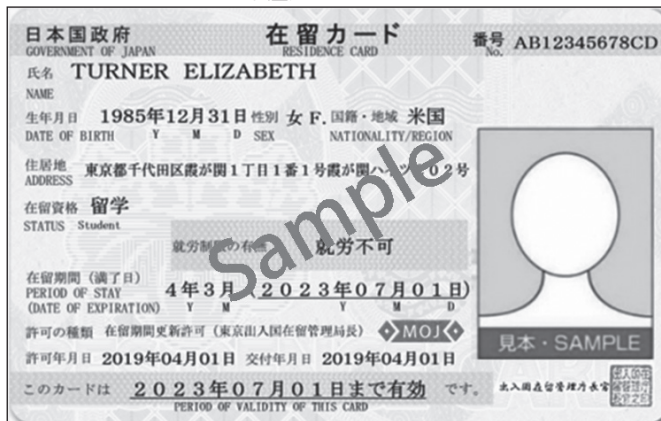 日本国政府 在留カード 番号 AB12345678CD
GOVERNMENT OF JAPAN RESIDENCE CARD No.
氏名 TURNER ELIZABETH
NAME
生年月日 1985年12月31日 性別 女 F. 国籍・地域 米国
DATE OF BIRTH Y M D SEX NATIONALITY/REGION
住居地 東京都千代田区霞が関1丁目1番1号霞が関ハイツ 02号
ADDRESS
在留資格 留学
STATUS Student
就労制限の有無 就労不可
在留期間(満了日) 4年3月 (2023年07月01日)
PERIOD OF STAY Y M Y M D
(DATE OF EXPIRATION)
許可の種類 在留期間更新許可(東京出入国在留管理局長) MOJ
許可年月日 2019年04月01日 交付年月日 2019年04月01日
このカードは 2023年07月01日まで有効 です。
PERIOD OF VALIDITY OF THIS CARD
見本・SAMPLE
出入国在留管理庁長官
Sample